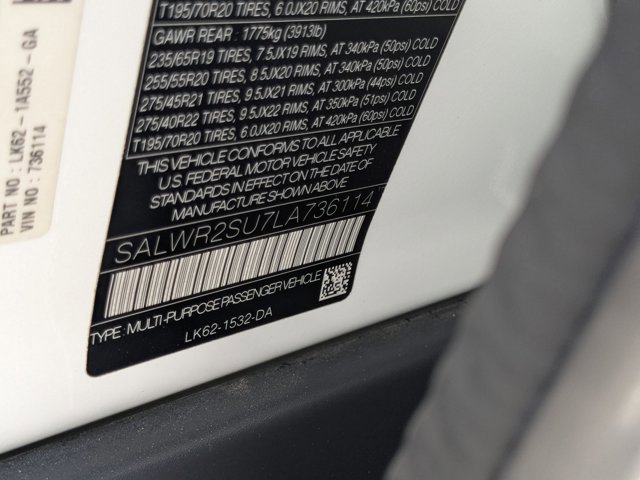 T195/70R20 TIRES, 6.0JX20 RIMS, AT 420kPa (60psi) COLD
GAWR REAR : 1775kg (3913lb)
235/65R19 TIRES, 7.5JX19 RIMS, AT 340kPa (50psi) COLD
255/55R20 TIRES, 8.5JX20 RIMS, AT 340kPa (50psi) COLD
275/45R21 TIRES, 9.5JX21 RIMS, AT 300kPa (44psi) COLD
275/40R22 TIRES, 9.5JX22 RIMS, AT 350kPa (51psi) COLD
T195/70R20 TIRES, 6.0JX20 RIMS, AT 420kPa (60psi) COLD
THIS VEHICLE CONFORMS TO ALL APPLICABLE
U.S. FEDERAL MOTOR VEHICLE SAFETY
STANDARDS IN EFFECT ON THE DATE OF
MANUFACTURE SHOWN ABOVE.
SALWR2SU7LA736114
TYPE : MULTI-PURPOSE PASSENGER VEHICLE
LK62-1532-DA
PART NO : LK62-1A552-GA
VIN NO : 736114